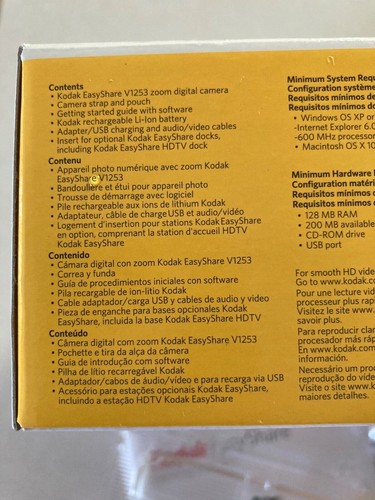 Contents
• Kodak EasyShare V1253 zoom digital camera
• Camera strap and pouch
• Getting started guide with software
• Kodak rechargeable Li-Ion battery
• Adapter/USB charging and audio/video cables
• Insert for optional Kodak EasyShare docks,
including Kodak EasyShare HDTV dock
Contenu
• Appareil photo numérique avec zoom Kodak
EasyShare V1253
• Bandoulière et étui pour appareil photo
• Trousse de démarrage avec logiciel
• Pile rechargeable aux ions de lithium Kodak
• Adaptateur, câble de charge USB et audio/vidéo
• Logement d'insertion pour stations Kodak EasyShare
en option, comprenant la station d'accueil HDTV
Kodak EasyShare
Contenido
• Cámara digital con zoom Kodak EasyShare V1253
• Correa y funda
• Guía de procedimientos iniciales con software
• Pila recargable de ion-litio Kodak
• Cable adaptador/carga USB y cables de audio y video
• Pieza de enganche para bases opcionales Kodak
EasyShare, incluida la base Kodak EasyShare HDTV
Conteúdo
• Câmera digital com zoom Kodak EasyShare V1253
• Pochette e tira da alça da câmera
• Guia de introdução com software
• Pilha de lítio recarregável Kodak
• Adaptador/cabos de áudio/vídeo e para recarga via USB
• Acessório para estações opcionais Kodak EasyShare,
incluindo a estação HDTV Kodak EasyShare
Minimum System Requ
Configuration système
Requisitos mínimos de
Requisitos mínimos do
• Windows OS XP or
-Internet Explorer 6.0
-600 MHz processor
• Macintosh OS X 10
Minimum Hardware
Configuration matéri
Requisitos mínimos
Requisitos mínimos
• 128 MB RAM
• 200 MB available
• CD-ROM drive
• USB port
For smooth HD video
Go to www.kodak.co
Pour une lecture vid
processeur plus rap
Visitez le site www.
savoir plus.
Para reproducir clar
procesador más ráp
En www.kodak.com
información.
Necessário um proc
reprodução do vídeo
Visite o site www.k
maiores detalhes.